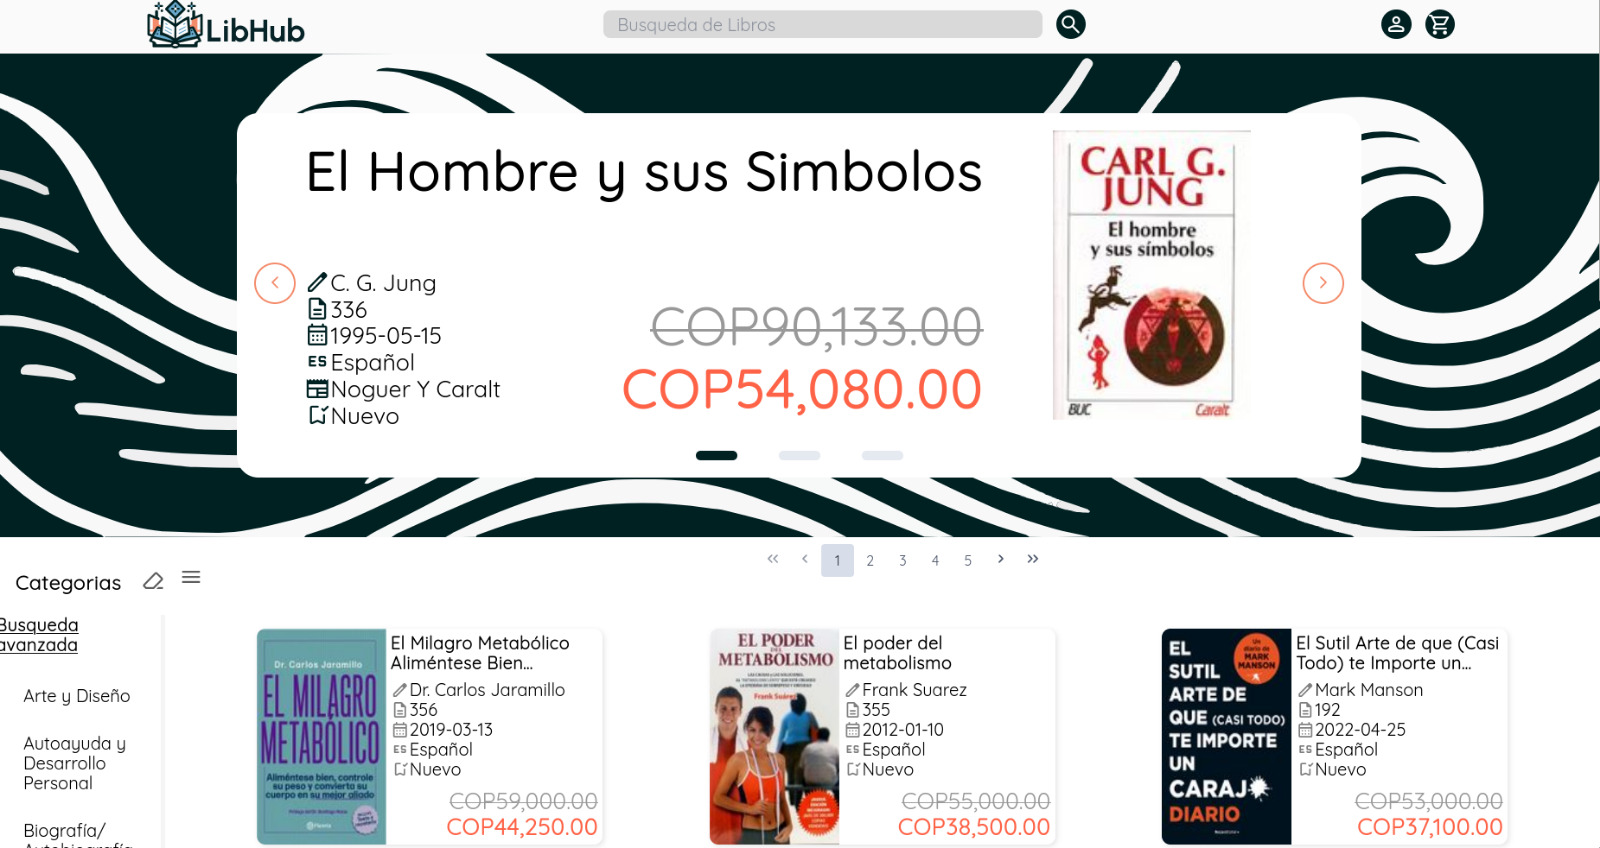 LibHub
Busqueda de Libros
El Hombre y sus Simbolos
C. G. Jung
336
1995-05-15
ES Español
Noguer Y Caralt
Nuevo
COP90,133.00
COP54,080.00
CARL G.
JUNG
El hombre
y sus símbolos
BUC
Caralt
1 2 3 4 5
Categorias
Busqueda
avanzada
Arte y Diseño
Autoayuda y
Desarrollo
Personal
Biografía/
Autobiografía
Dr. Carlos Jaramillo
EL MILAGRO
METABÓLICO
Aliméntese bien, controle
su peso y convierta su
cuerpo en su mejor aliado
Planeta
El Milagro Metabólico
Aliméntese Bien...
Dr. Carlos Jaramillo
356
2019-03-13
ES Español
Nuevo
COP59,000.00
COP44,250.00
EL PODER
DEL
METABOLISMO
Frank Suárez
El poder del
metabolismo
Frank Suarez
355
2012-01-10
ES Español
Nuevo
COP55,000.00
COP38,500.00
Un
diario de
MARK
MANSON
EL
SUTIL
ARTE DE
QUE (CASI TODO)
TE IMPORTE
UN
CARAJO
DIARIO
El Sutil Arte de que (Casi
Todo) te Importe un...
Mark Manson
192
2022-04-25
ES Español
Nuevo
COP53,000.00
COP37,100.00